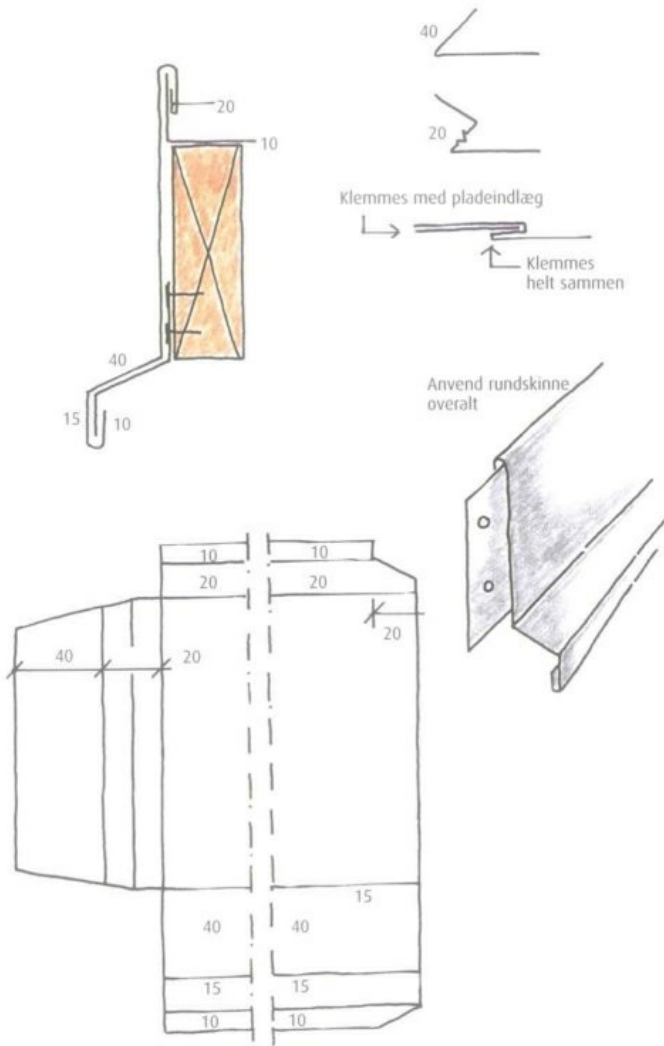 40
20
10
20
Klemmes med pladeindlæg
Klemmes
helt sammen
40
15 10
Anvend rundskinne
overalt
10 10
20 20
20
40 20
15
40 40
15 15
10 10